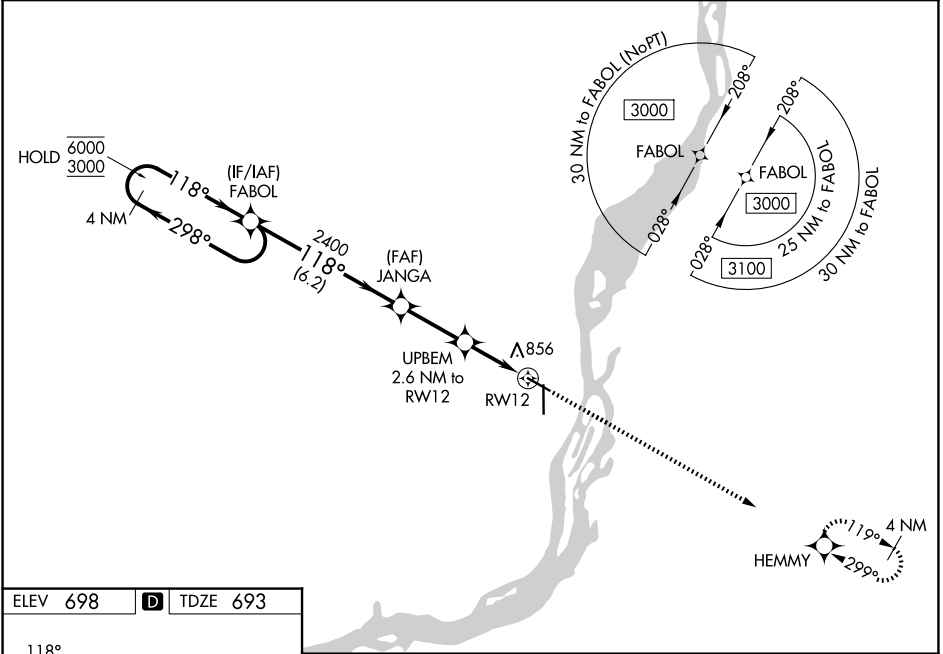 30 NM to FABOL (NoPT)
3000
208°
FABOL
028°
208°
FABOL
3000
25 NM to FABOL
30 NM to FABOL
028°
3100
HOLD
6000
3000
4 NM
118°
298°
(IF/IAF)
FABOL
2400
118°
(6.2)
(FAF)
JANGA
UPBEM
2.6 NM to
RW12
856
RW12
HEMMY
119°
299°
4 NM
ELEV 698 D TDZE 693
118°